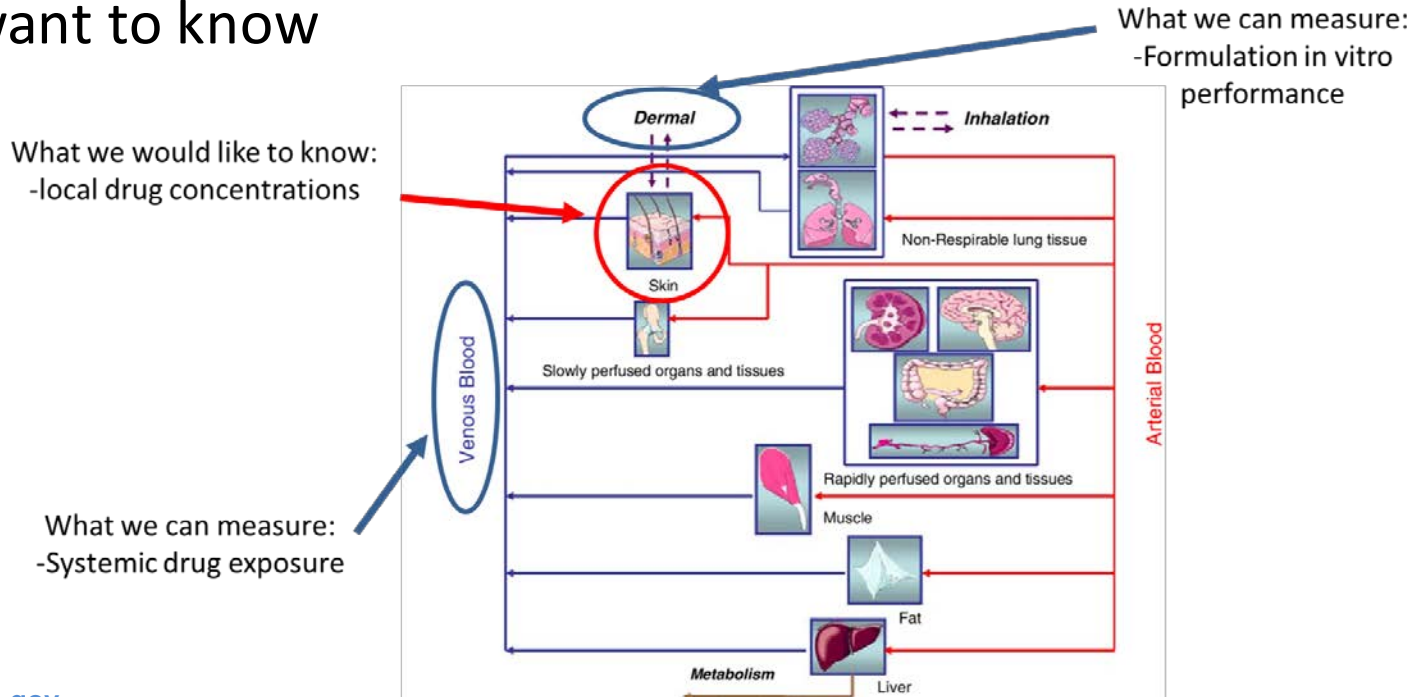 want to know
What we can measure:
-Formulation in vitro
performance
Dermal
Inhalation
What we would like to know:
-local drug concentrations
Non-Respirable lung tissue
Skin
Slowly perfused organs and tissues
Venous Blood
Arterial Blood
Rapidly perfused organs and tissues
Muscle
What we can measure:
-Systemic drug exposure
Fat
Metabolism
Liver